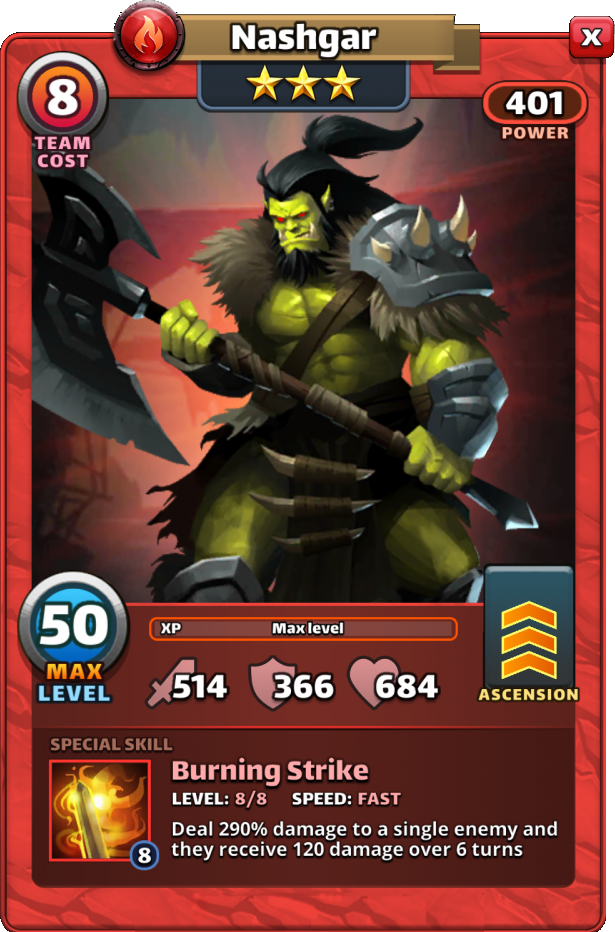 Nashgar
X
8
TEAM
COST
401
POWER
50
MAX
LEVEL
XP Max level
514 366 684
ASCENSION
SPECIAL SKILL
Burning Strike
LEVEL: 8/8 SPEED: FAST
Deal 290% damage to a single enemy and
they receive 120 damage over 6 turns
8